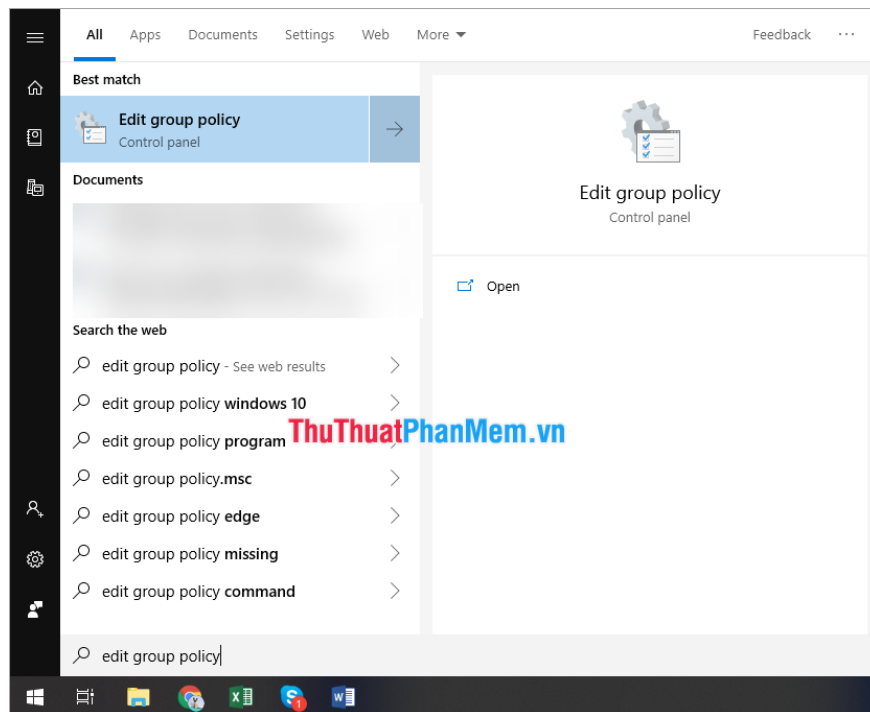 All Apps Documents Settings Web More Feedback ...
Best match
Edit group policy
Control panel
Documents
Edit group policy
Control panel
Open
Search the web
edit group policy - See web results
edit group policy windows 10
edit group policy program
ThuThuatPhanMem.vn
edit group policy.msc
edit group policy edge
edit group policy missing
edit group policy command
edit group policy
1